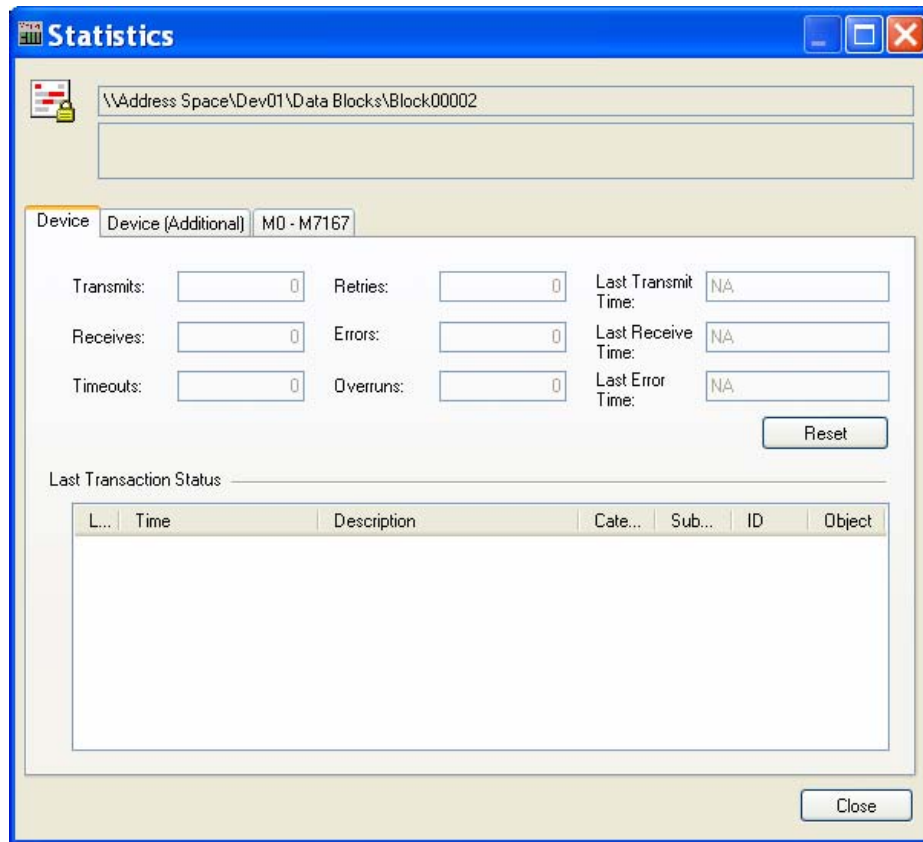 Statistics
\\Address Space\Dev01\Data Blocks\Block00002
Device Device (Additional) M0 - M7167
Transmits: 0 Retries: 0 Last Transmit Time: NA
Receives: 0 Errors: 0 Last Receive Time: NA
Timeouts: 0 Overruns: 0 Last Error Time: NA
Reset
Last Transaction Status
L... Time Description Cate... Sub... ID Object
Close